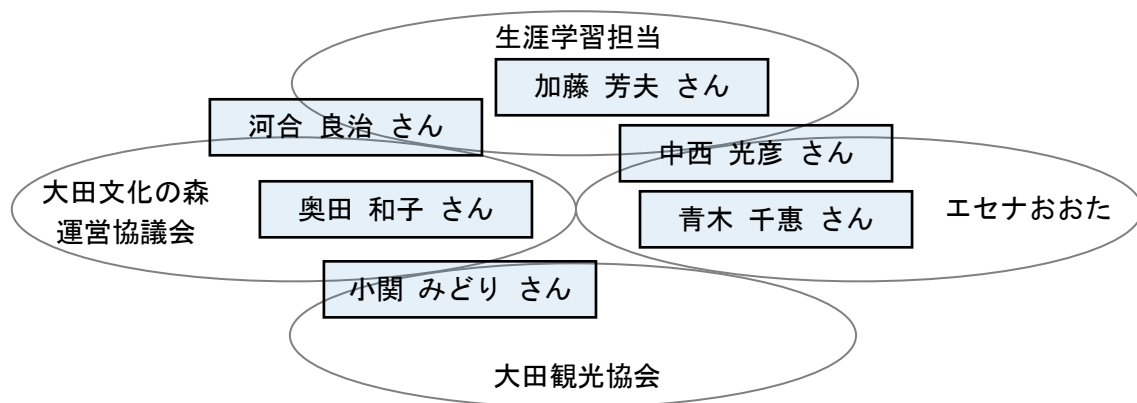 生涯学習担当
加藤 芳夫 さん
河合 良治 さん
中西 光彦 さん
大田文化の森
運営協議会
奥田 和子 さん
青木 千惠 さん
エセナおおた
小関 みどり さん
大田観光協会